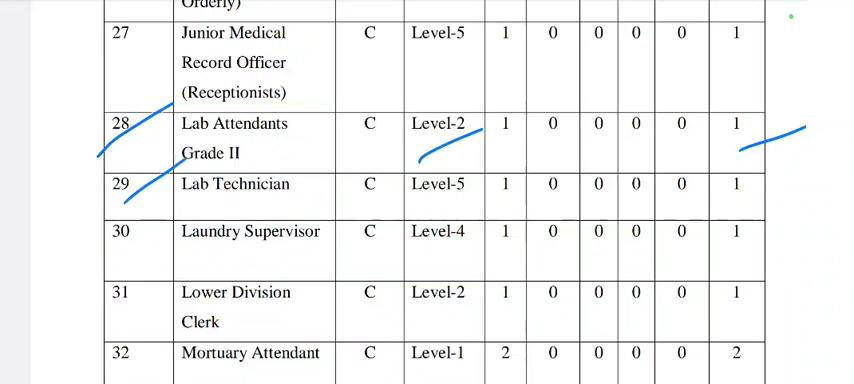 Orderly)
27 Junior Medical C Level-5 1 0 0 0 0 1
Record Officer
(Receptionists)
28 Lab Attendants C Level-2 1 0 0 0 0 1
Grade II
29 Lab Technician C Level-5 1 0 0 0 0 1
30 Laundry Supervisor C Level-4 1 0 0 0 0 1
31 Lower Division C Level-2 1 0 0 0 0 1
Clerk
32 Mortuary Attendant C Level-1 2 0 0 0 0 2